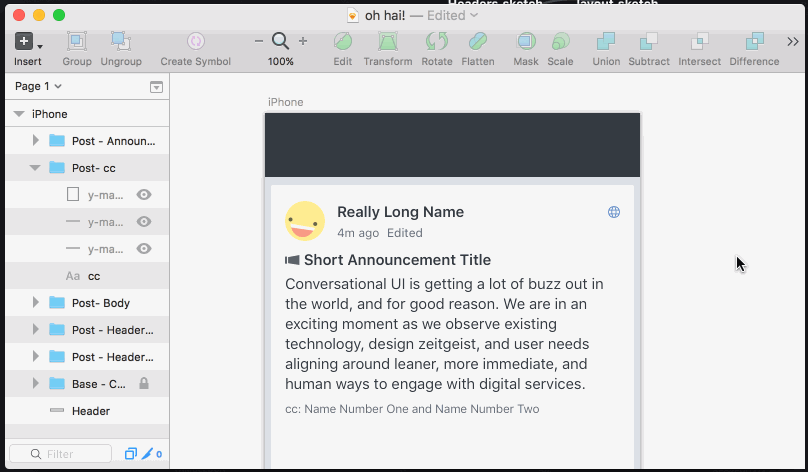 Headers sketch layout sketch
oh hai! — Edited
Insert Group Ungroup Create Symbol 100% Edit Transform Rotate Flatten Mask Scale Union Subtract Intersect Difference
Page 1
iPhone
iPhone
Post - Announ...
Post- cc
y-ma...
y-ma...
y-ma...
Aa cc
Post- Body
Post - Header...
Post - Header...
Base - C...
Header
Filter
0
Really Long Name
4m ago Edited
Short Announcement Title
Conversational UI is getting a lot of buzz out in
the world, and for good reason. We are in an
exciting moment as we observe existing
technology, design zeitgeist, and user needs
aligning around leaner, more immediate, and
human ways to engage with digital services.
cc: Name Number One and Name Number Two